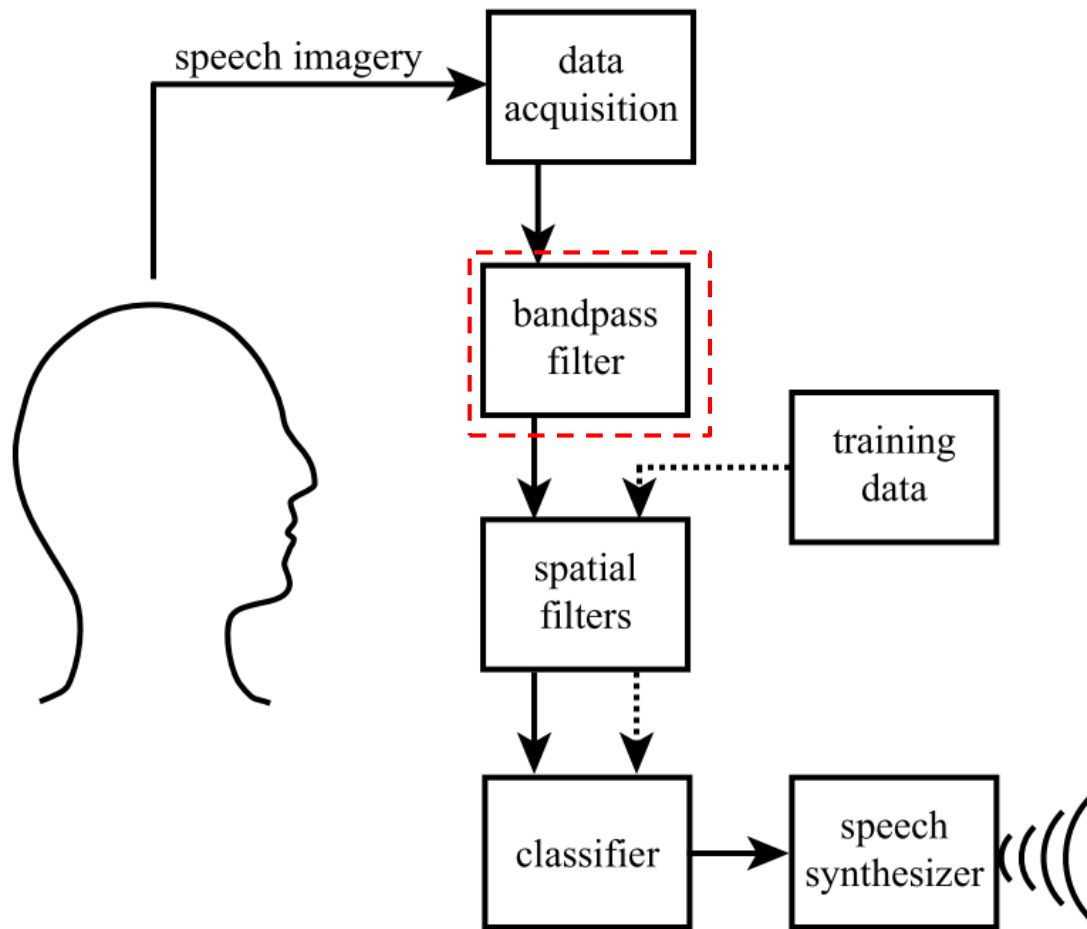 speech imagery
data
acquisition
bandpass
filter
training
data
spatial
filters
classifier
speech
synthesizer